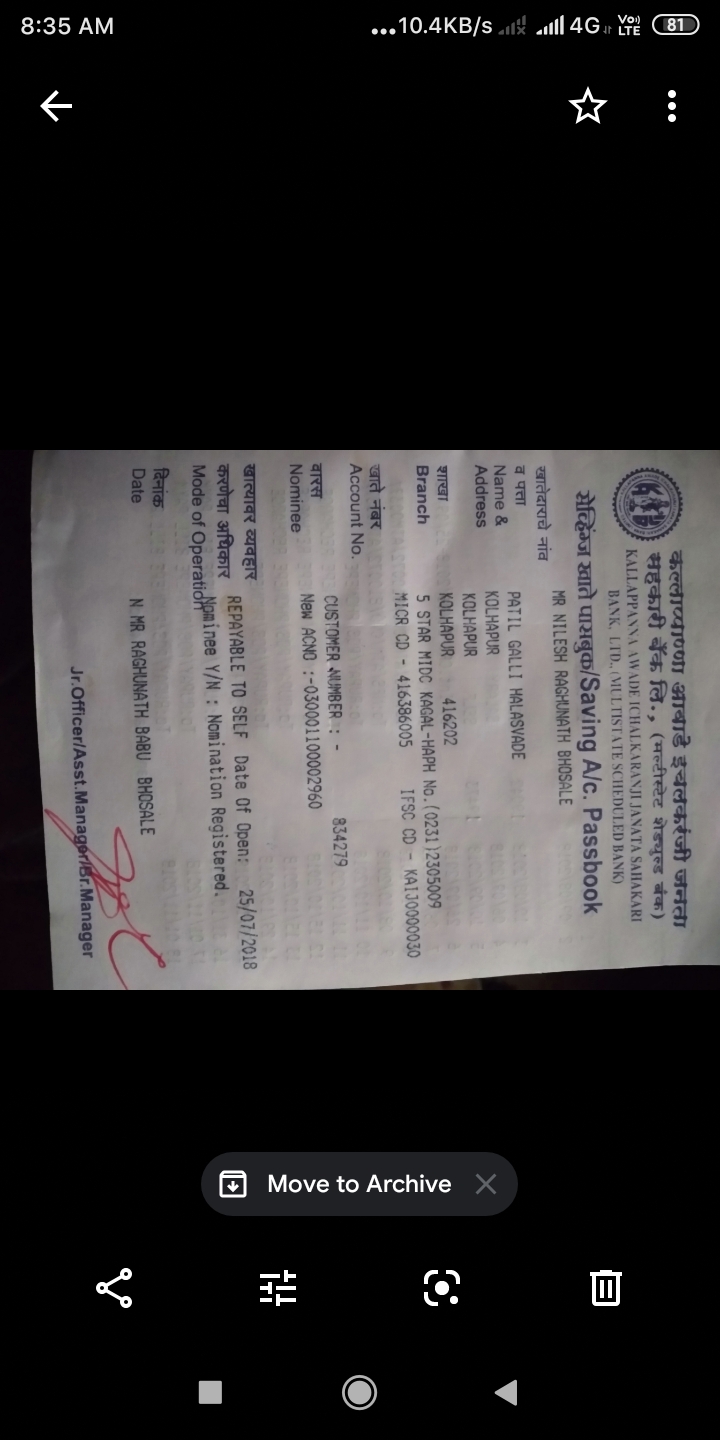 8:35 AM
...10.4KB/s 4G Vo)) LTE 81
कल्लाप्पाण्णा आवाडे इचलकरंजी जनता
सहकारी बँक लि., (मल्टीस्टेट शेड्युल्ड बँक)
KALLAPPANNA AWADE ICHALKARANJI JANATA SAHAKARI
BANK. LTD., (MULTISTATE SCHEDULED BANK)
सेव्हिंग्ज खाते पासबुक/Saving A/c. Passbook
खातेदाराचे नांव MR NILESH RAGHUNATH BHOSALE
व पत्ता
Name & PATIL GALLI HALASVADE
Address KOLHAPUR
KOLHAPUR
शाखा KOLHAPUR 416202
Branch 5 STAR MIDC KAGAL-HAPH No.(0231)2305009
MICR CD - 416386005 IFSC CD - KAIJ0000030
खाते नंबर
Account No.
CUSTOMER NUMBER : - 834279
वारस New ACNO :-030001100002960
Nominee
खात्यावर व्यवहार REPAYABLE TO SELF Date Of Open: 25/07/2018
करणेचा अधिकार Nominee Y/N : Nomination Registered.
Mode of Operation
दिनांक
Date N MR RAGHUNATH BABU BHOSALE
Jr.Officer/Asst.Manager/Br.Manager
Move to Archive